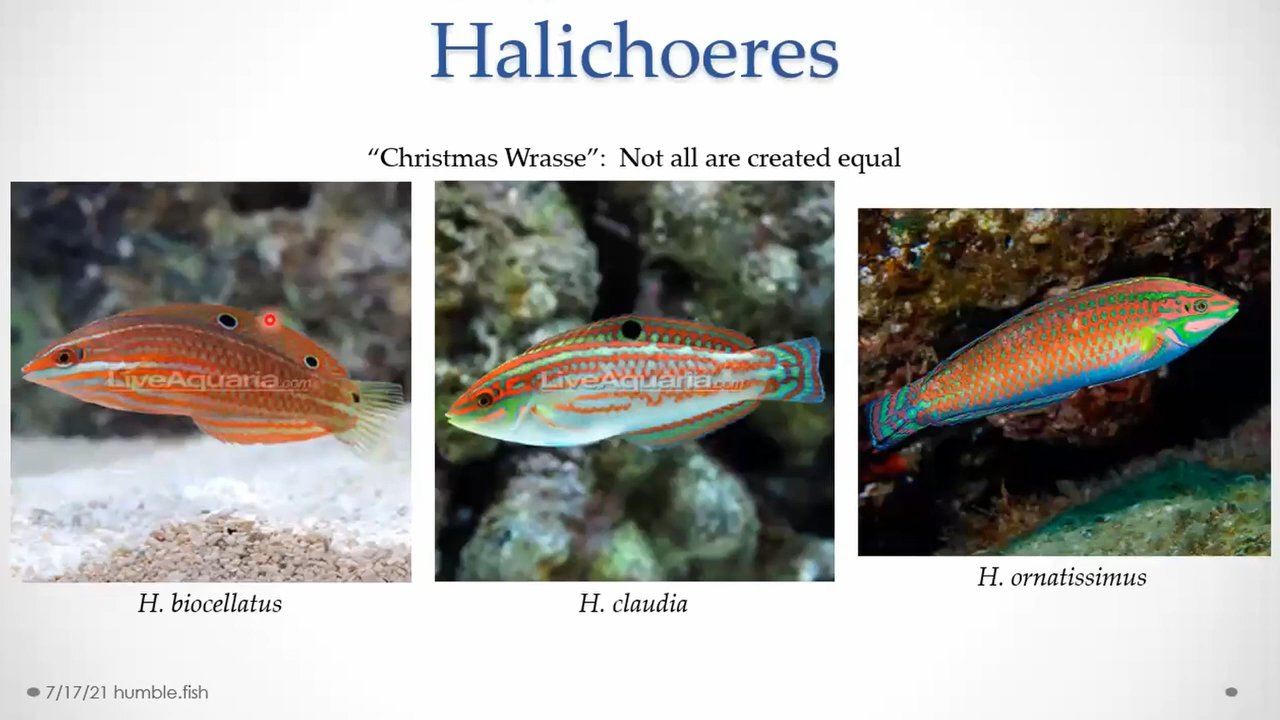 Halichoeres
“Christmas Wrasse”: Not all are created equal
LiveAquaria.com
LiveAquaria.com
H. biocellatus
H. claudia
H. ornatissimus
7/17/21 humble.fish